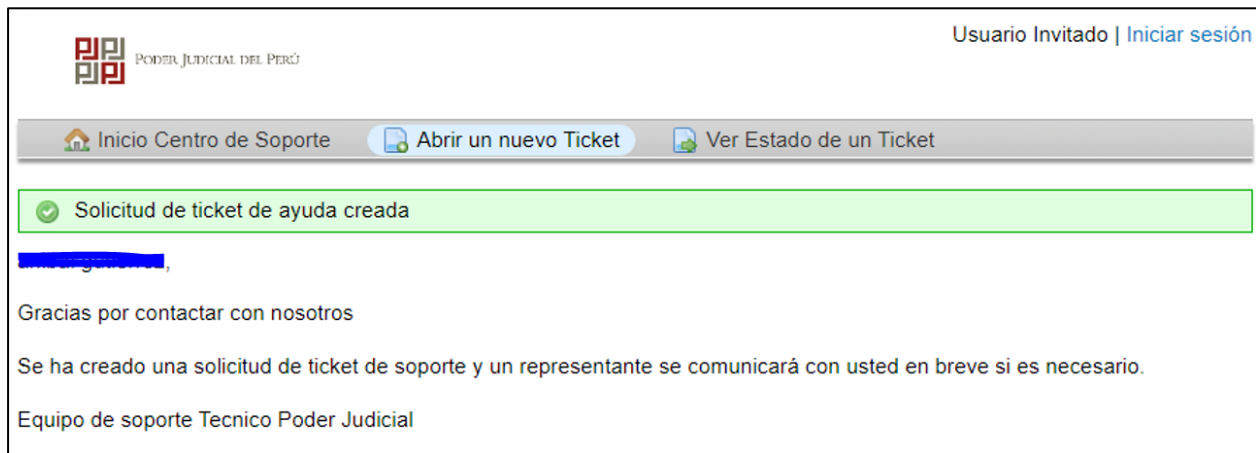 Usuario Invitado | Iniciar sesión
PJPJ
PJPJ
PODER JUDICIAL DEL PERÚ
Inicio Centro de Soporte Abrir un nuevo Ticket Ver Estado de un Ticket
Solicitud de ticket de ayuda creada
Gracias por contactar con nosotros
Se ha creado una solicitud de ticket de soporte y un representante se comunicará con usted en breve si es necesario.
Equipo de soporte Tecnico Poder Judicial